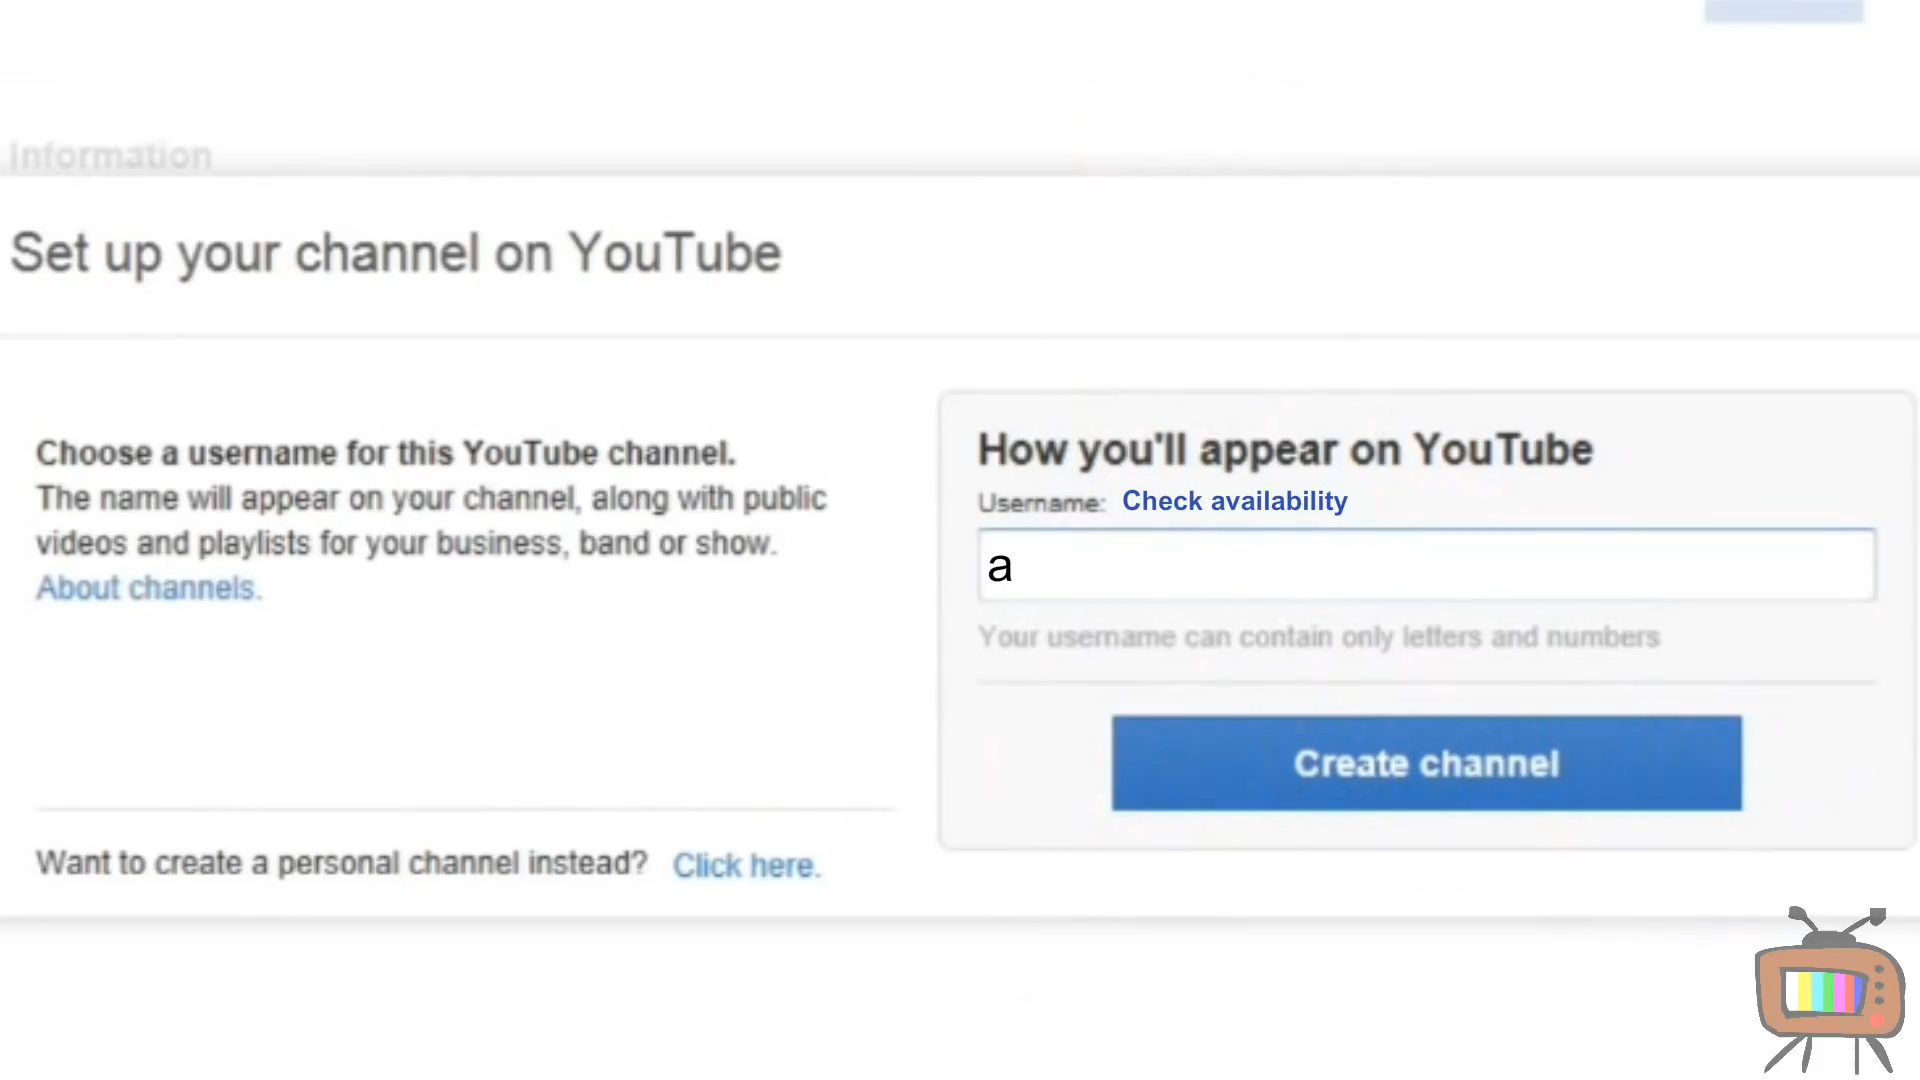 Information
Set up your channel on YouTube
Choose a username for this YouTube channel.
The name will appear on your channel, along with public
videos and playlists for your business, band or show.
About channels.
Want to create a personal channel instead? Click here.
How you'll appear on YouTube
Username: Check availability
a
Your username can contain only letters and numbers
Create channel